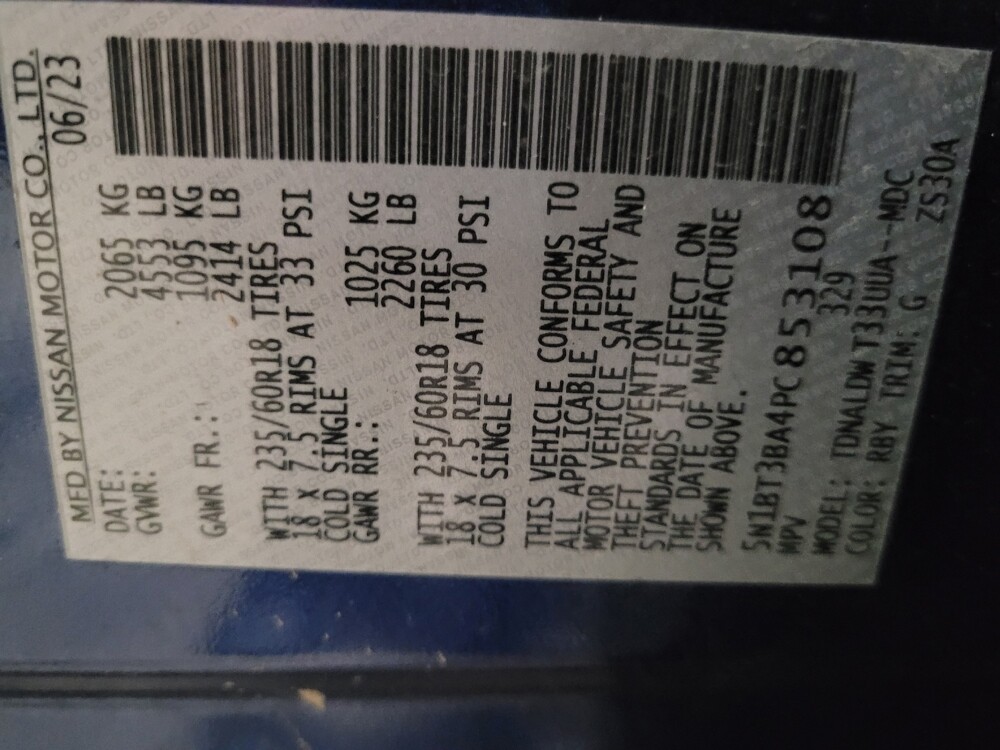 MFD BY NISSAN MOTOR CO., LTD.
DATE: 06/23
GVWR: 2065 KG
4553 LB
GAWR FR.: 1095 KG
2414 LB
WITH 235/60R18 TIRES
18 X 7.5 RIMS AT 33 PSI
COLD SINGLE
GAWR RR.: 1025 KG
2260 LB
WITH 235/60R18 TIRES
18 X 7.5 RIMS AT 30 PSI
COLD SINGLE
THIS VEHICLE CONFORMS TO
ALL APPLICABLE FEDERAL
MOTOR VEHICLE SAFETY AND
THEFT PREVENTION
STANDARDS IN EFFECT ON
THE DATE OF MANUFACTURE
SHOWN ABOVE.
5N1BT3BA4PC853108
MPV 329
MODEL: TDNALDWT33UUA--MDC
COLOR: RBY TRIM: G ZS30A